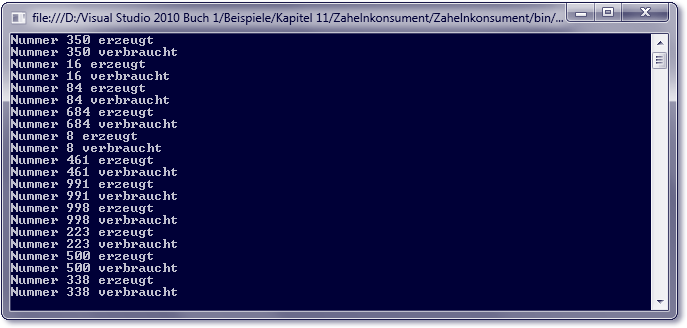 file:///D:/Visual Studio 2010 Buch 1/Beispiele/Kapitel 11/Zahelnkonsument/Zahelnkonsument/bin/...
Nummer 350 erzeugt
Nummer 350 verbraucht
Nummer 16 erzeugt
Nummer 16 verbraucht
Nummer 84 erzeugt
Nummer 84 verbraucht
Nummer 684 erzeugt
Nummer 684 verbraucht
Nummer 8 erzeugt
Nummer 8 verbraucht
Nummer 461 erzeugt
Nummer 461 verbraucht
Nummer 991 erzeugt
Nummer 991 verbraucht
Nummer 998 erzeugt
Nummer 998 verbraucht
Nummer 223 erzeugt
Nummer 223 verbraucht
Nummer 500 erzeugt
Nummer 500 verbraucht
Nummer 338 erzeugt
Nummer 338 verbraucht